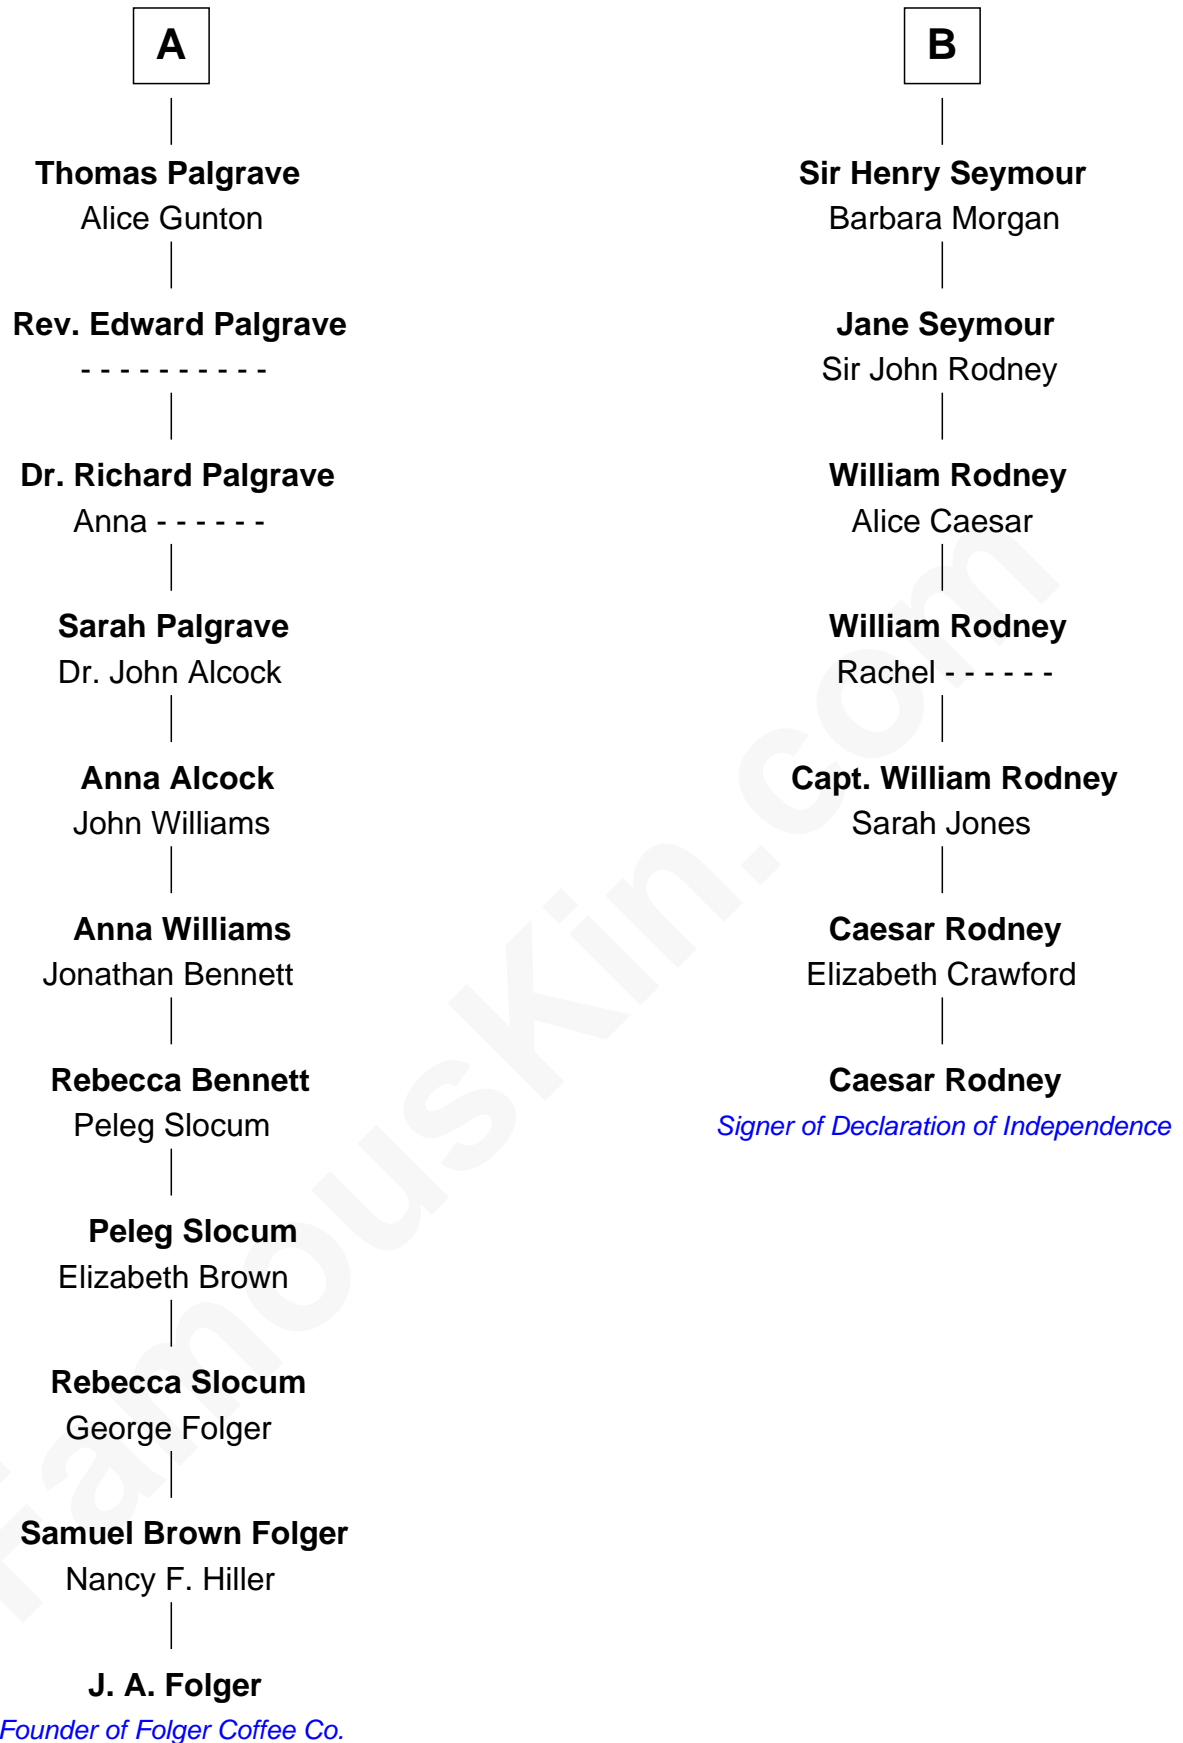 A
Thomas Palgrave
Alice Gunton
Rev. Edward Palgrave
- - - - - - - - - -
Dr. Richard Palgrave
Anna - - - - - -
Sarah Palgrave
Dr. John Alcock
Anna Alcock
John Williams
Anna Williams
Jonathan Bennett
Rebecca Bennett
Peleg Slocum
Peleg Slocum
Elizabeth Brown
Rebecca Slocum
George Folger
Samuel Brown Folger
Nancy F. Hiller
J. A. Folger
Founder of Folger Coffee Co.
B
Sir Henry Seymour
Barbara Morgan
Jane Seymour
Sir John Rodney
William Rodney
Alice Caesar
William Rodney
Rachel - - - - - -
Capt. William Rodney
Sarah Jones
Caesar Rodney
Elizabeth Crawford
Caesar Rodney
Signer of Declaration of Independence
FamousKin.com